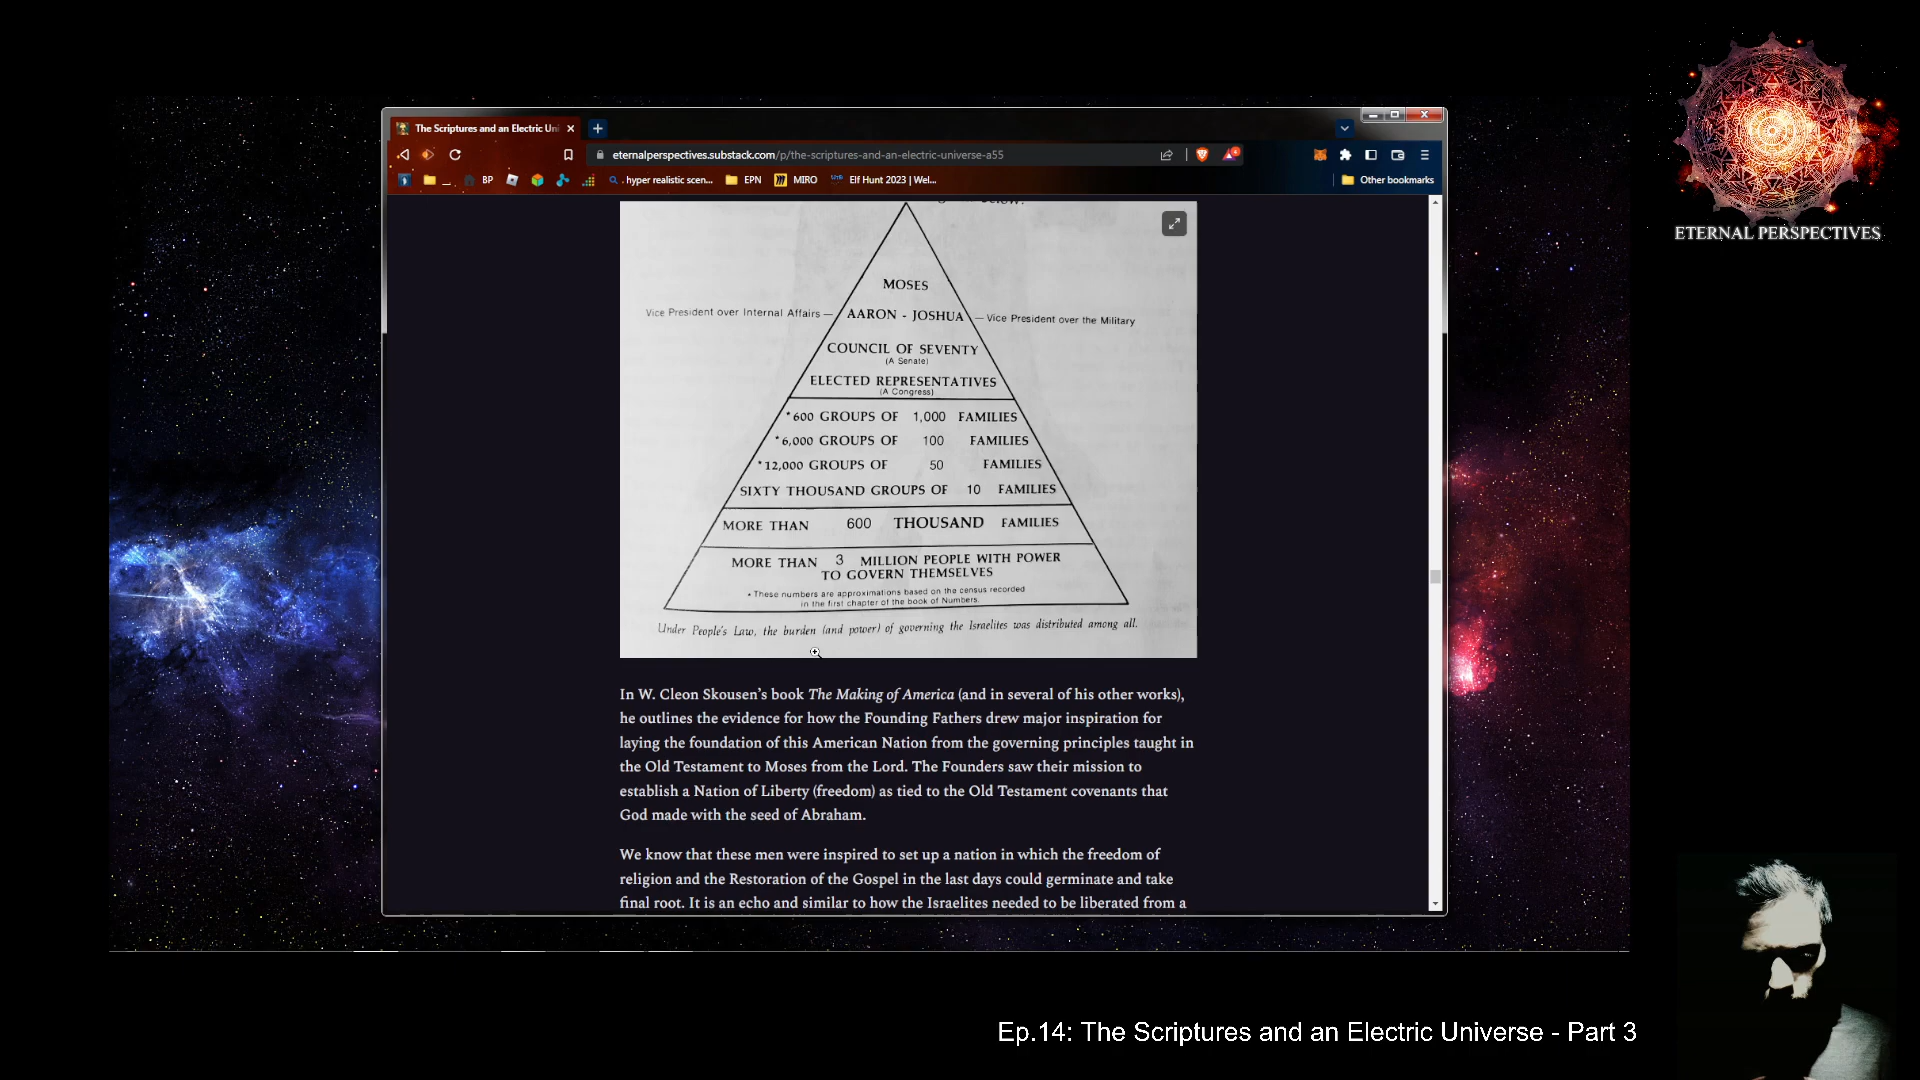 ETERNAL PERSPECTIVES
The Scriptures and an Electric Uni
eternalperspectives.substack.com/p/the-scriptures-and-an-electric-universe-a55
BP
. hyper realistic scen...
EPN
MIRO
Elf Hunt 2023 | Wel...
Other bookmarks
below:
MOSES
Vice President over Internal Affairs — AARON - JOSHUA — Vice President over the Military
COUNCIL OF SEVENTY
(A Senate)
ELECTED REPRESENTATIVES
(A Congress)
*600 GROUPS OF 1,000 FAMILIES
*6,000 GROUPS OF 100 FAMILIES
*12,000 GROUPS OF 50 FAMILIES
SIXTY THOUSAND GROUPS OF 10 FAMILIES
MORE THAN 600 THOUSAND FAMILIES
MORE THAN 3 MILLION PEOPLE WITH POWER
TO GOVERN THEMSELVES
* These numbers are approximations based on the census recorded
in the first chapter of the book of Numbers.
Under People's Law, the burden (and power) of governing the Israelites was distributed among all.
In W. Cleon Skousen’s book The Making of America (and in several of his other works),
he outlines the evidence for how the Founding Fathers drew major inspiration for
laying the foundation of this American Nation from the governing principles taught in
the Old Testament to Moses from the Lord. The Founders saw their mission to
establish a Nation of Liberty (freedom) as tied to the Old Testament covenants that
God made with the seed of Abraham.
We know that these men were inspired to set up a nation in which the freedom of
religion and the Restoration of the Gospel in the last days could germinate and take
final root. It is an echo and similar to how the Israelites needed to be liberated from a
Ep.14: The Scriptures and an Electric Universe - Part 3